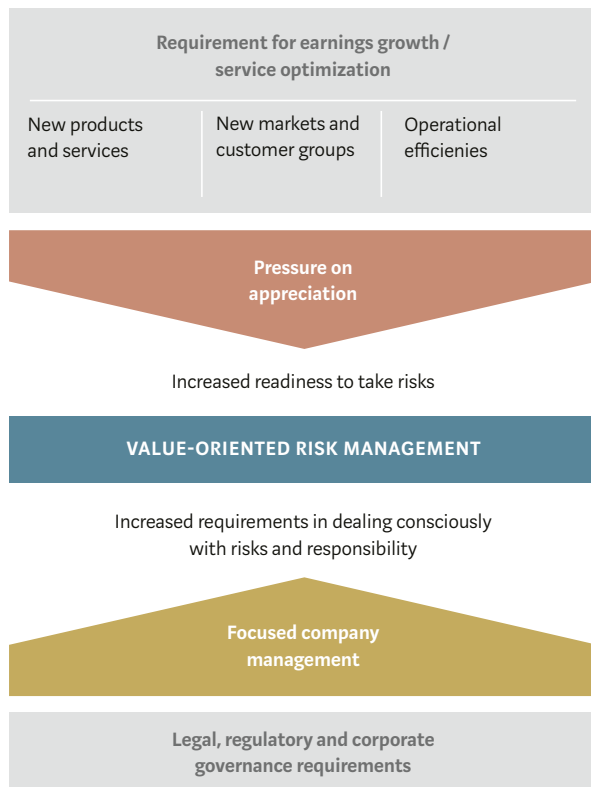 Requirement for earnings growth /
service optimization
New products
and services
New markets and
customer groups
Operational
efficienies
Pressure on
appreciation
Increased readiness to take risks
VALUE-ORIENTED RISK MANAGEMENT
Increased requirements in dealing consciously
with risks and responsibility
Focused company
management
Legal, regulatory and corporate
governance requirements